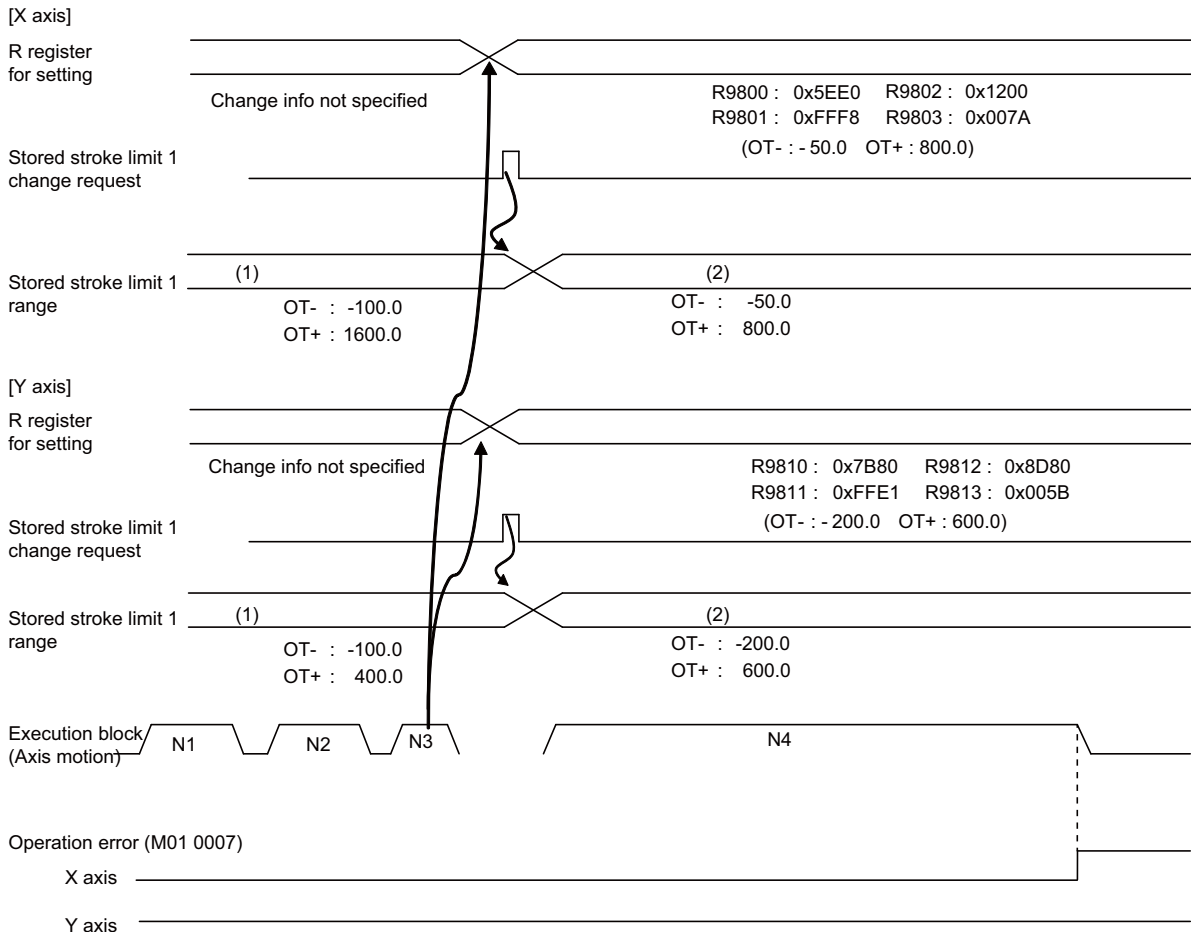 [X axis]
R register
for setting
Change info not specified
R9800 : 0x5EE0 R9802 : 0x1200
R9801 : 0xFFF8 R9803 : 0x007A
(OT- : - 50.0 OT+ : 800.0)
Stored stroke limit 1
change request
Stored stroke limit 1
range
(1)
(2)
OT- : -100.0
OT+ : 1600.0
OT- : -50.0
OT+ : 800.0
[Y axis]
R register
for setting
Change info not specified
R9810 : 0x7B80 R9812 : 0x8D80
R9811 : 0xFFE1 R9813 : 0x005B
(OT- : - 200.0 OT+ : 600.0)
Stored stroke limit 1
change request
Stored stroke limit 1
range
(1)
(2)
OT- : -100.0
OT+ : 400.0
OT- : -200.0
OT+ : 600.0
Execution block
(Axis motion)
N1
N2
N3
N4
Operation error (M01 0007)
X axis
Y axis